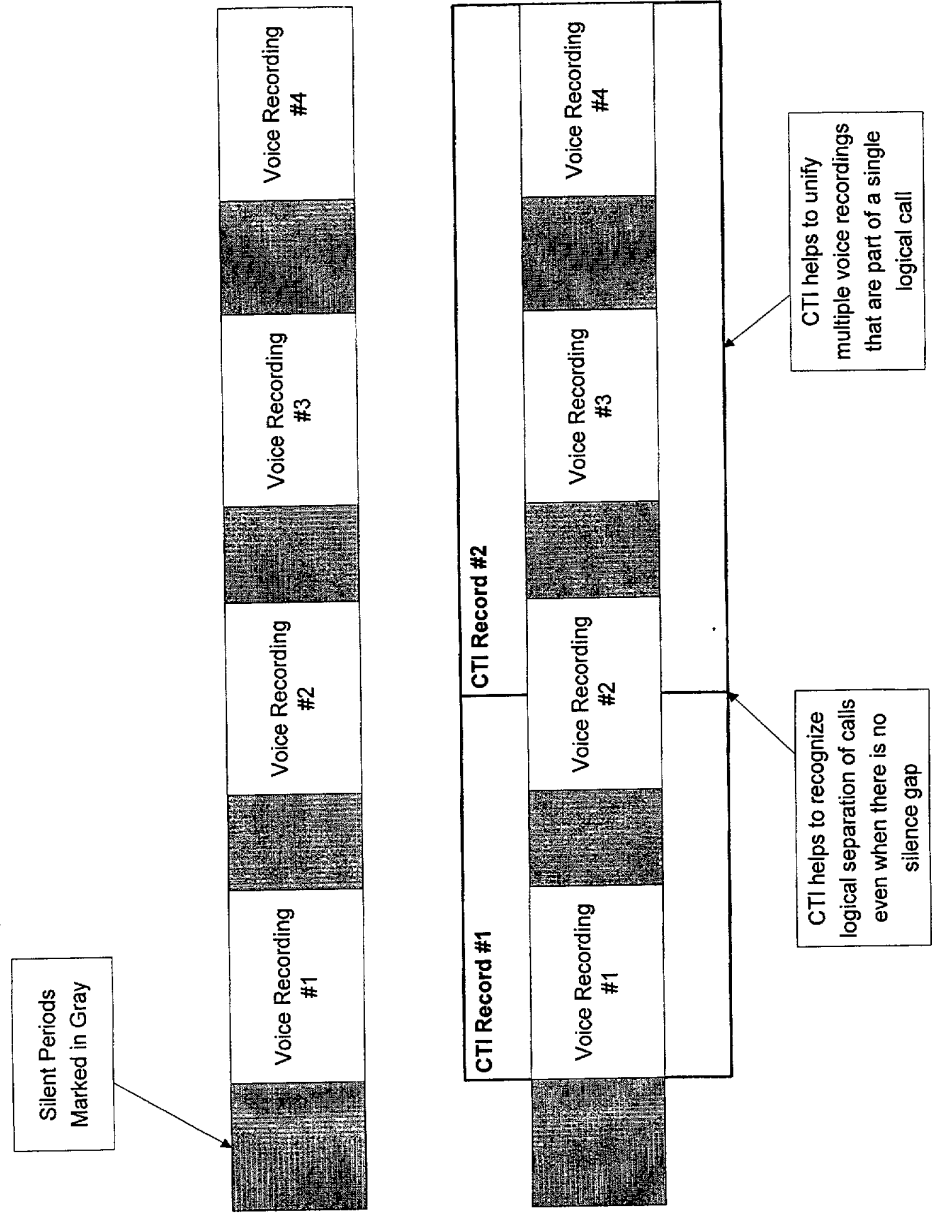 Silent Periods
Marked in Gray
Voice Recording
#1
Voice Recording
#2
Voice Recording
#3
Voice Recording
#4
CTI Record #1
CTI Record #2
Voice Recording
#1
Voice Recording
#2
Voice Recording
#3
Voice Recording
#4
CTI helps to recognize
logical separation of calls
even when there is no
silence gap
CTI helps to unify
multiple voice recordings
that are part of a single
logical call